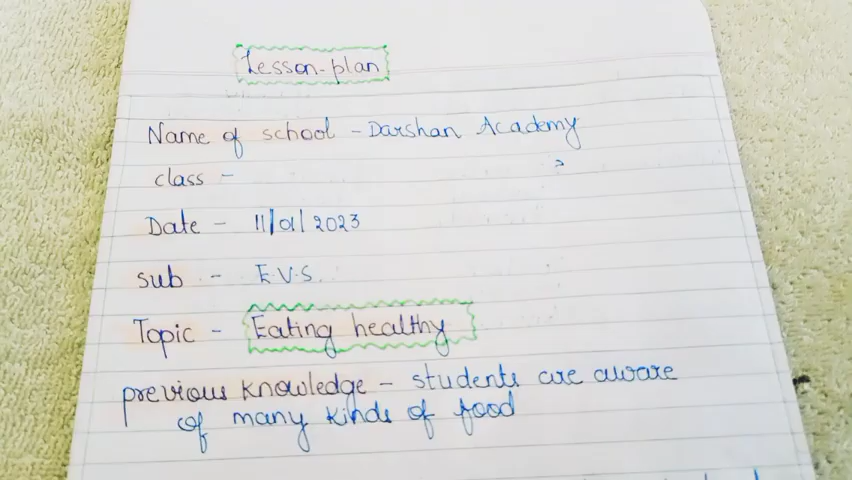 Lesson-plan
Name of school - Darshan Academy
class -
Date - 11/01/2023
sub - E.V.S.
Topic - Eating healthy
previous knowledge - students are aware
of many kinds of food